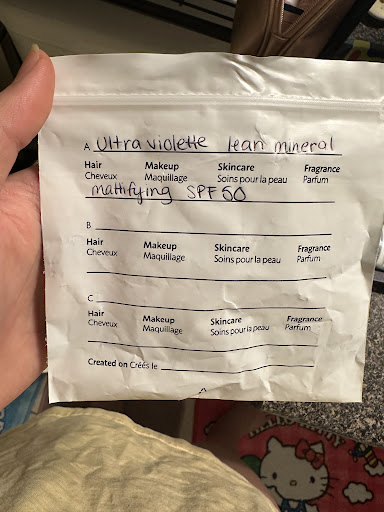 A Ultra violette lean mineral
Hair Makeup Skincare Fragrance
Cheveux Maquillage Soins pour la peau Parfum
mattifying SPF 50
B
Hair Makeup Skincare Fragrance
Cheveux Maquillage Soins pour la peau Parfum
C
Hair Makeup Skincare Fragrance
Cheveux Maquillage Soins pour la peau Parfum
Created on Créés le